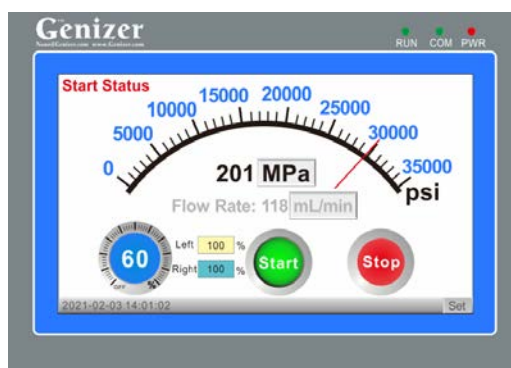 Genizer
RUN COM PWR
Start Status
0 5000 10000 15000 20000 25000 30000 35000
psi
201 MPa
Flow Rate: 118 mL/min
60
OFF %
Left 100 %
Right 100 %
Start
Stop
2021-02-03 14:01:02 Set